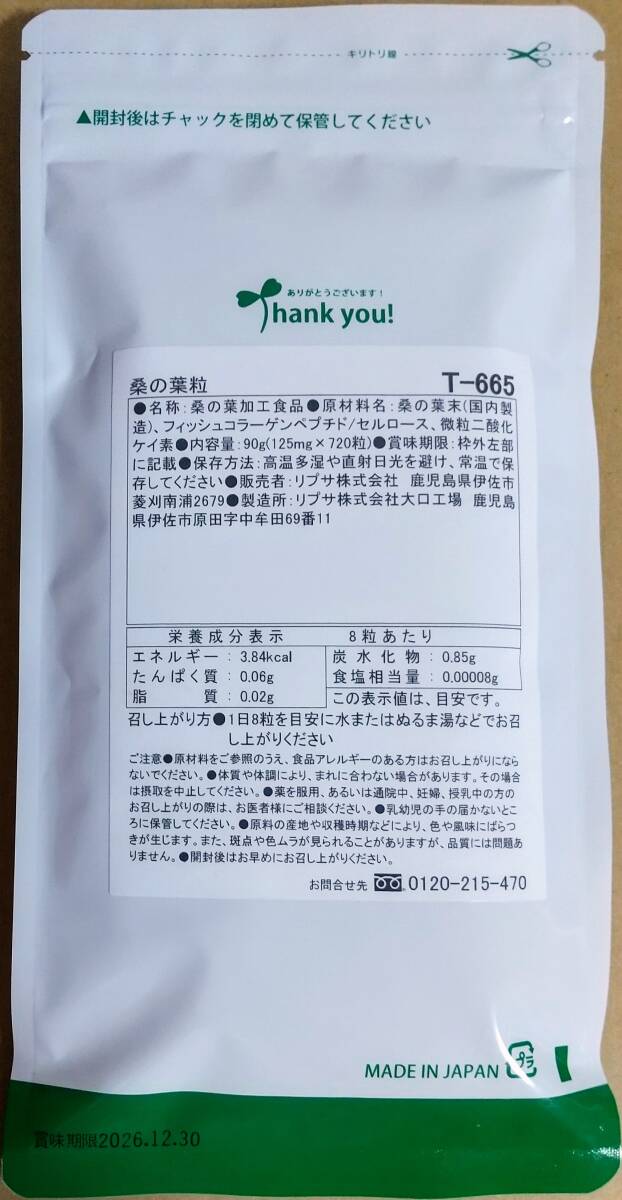 キリトリ線
▲開封後はチャックを閉めて保管してください
ありがとうございます!
Thank you!
桑の葉粒 T-665
●名称:桑の葉加工食品●原材料名:桑の葉末(国内製
造)、フィッシュコラーゲンペプチド/セルロース、微粒二酸化
ケイ素●内容量:90g(125mg×720粒)●賞味期限:枠外左部
に記載●保存方法:高温多湿や直射日光を避け、常温で保
存してください●販売者:リプサ株式会社 鹿児島県伊佐市
菱刈南浦2679●製造所:リプサ株式会社大口工場 鹿児島
県伊佐市原田字中牟田69番11
栄養成分表示 8粒あたり
エネルギー:3.84kcal 炭水化物:0.85g
たんぱく質:0.06g 食塩相当量:0.00008g
脂質:0.02g この表示値は、目安です。
召し上がり方●1日8粒を目安に水またはぬるま湯などでお召
し上がりください
ご注意●原材料をご参照のうえ、食品アレルギーのある方はお召し上がりになら
ないでください。●体質や体調により、まれに合わない場合があります。その場合
は摂取を中止してください。●薬を服用、あるいは通院中、妊婦、授乳中の方の
お召し上がりの際は、お医者様にご相談ください。●乳幼児の手の届かないとこ
ろに保管してください。●原料の産地や収穫時期などにより、色や風味にばらつ
きが生じます。また、斑点や色ムラが見られることがありますが、品質には問題あ
りません。●開封後はお早めにお召し上がりください。
お問合せ先 0120-215-470
MADE IN JAPAN プラ
賞味期限2026.12.30